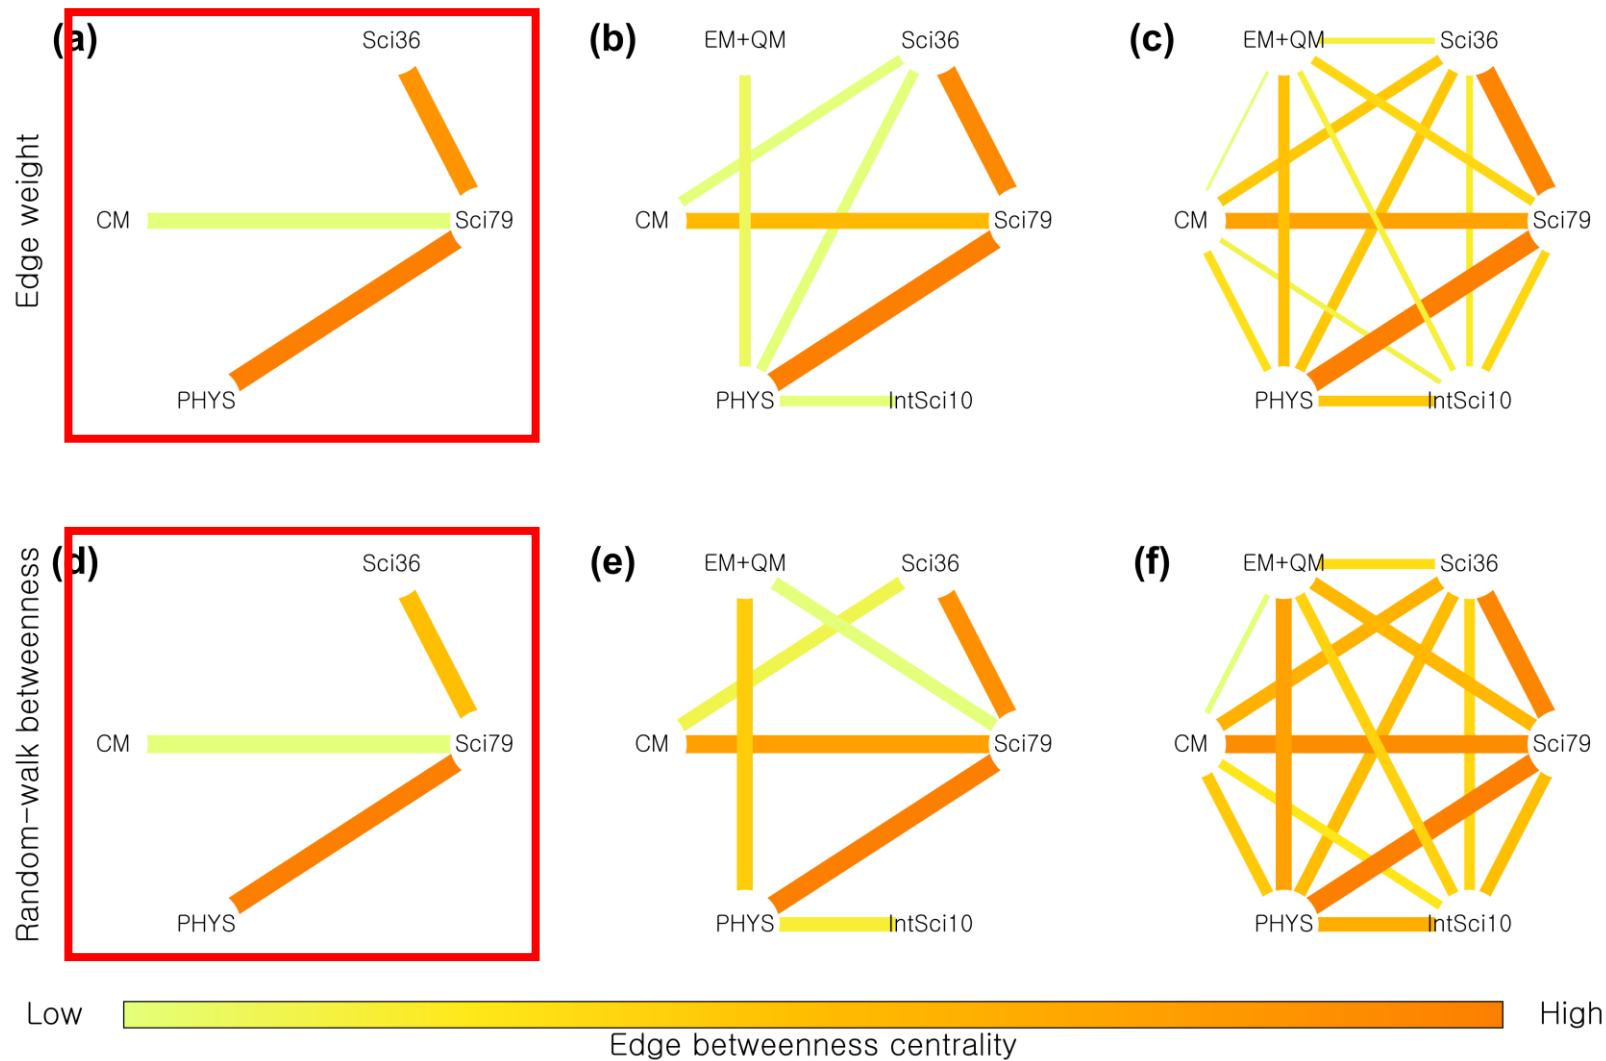 (a)
Sci36
CM
Sci79
PHYS
(b)
EM+QM
Sci36
CM
Sci79
PHYS
IntSci10
(c)
EM+QM
Sci36
CM
Sci79
PHYS
IntSci10
Edge weight
(d)
Sci36
CM
Sci79
PHYS
(e)
EM+QM
Sci36
CM
Sci79
PHYS
IntSci10
(f)
EM+QM
Sci36
CM
Sci79
PHYS
IntSci10
Random-walk betweenness
Low
High
Edge betweenness centrality